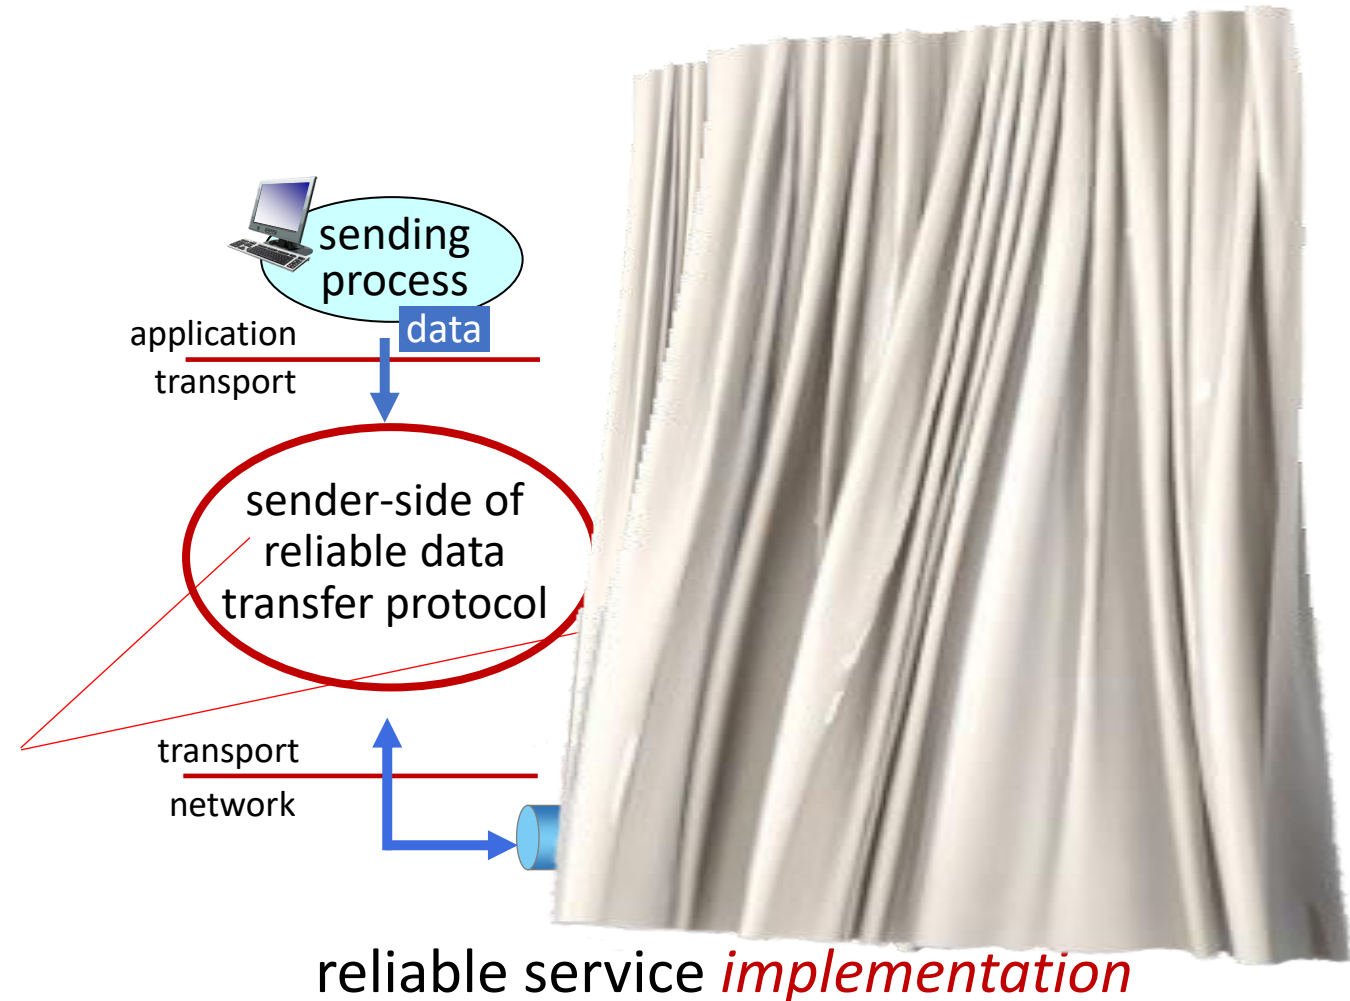 sending
process
data
application
transport
sender-side of
reliable data
transfer protocol
transport
network
reliable service implementation